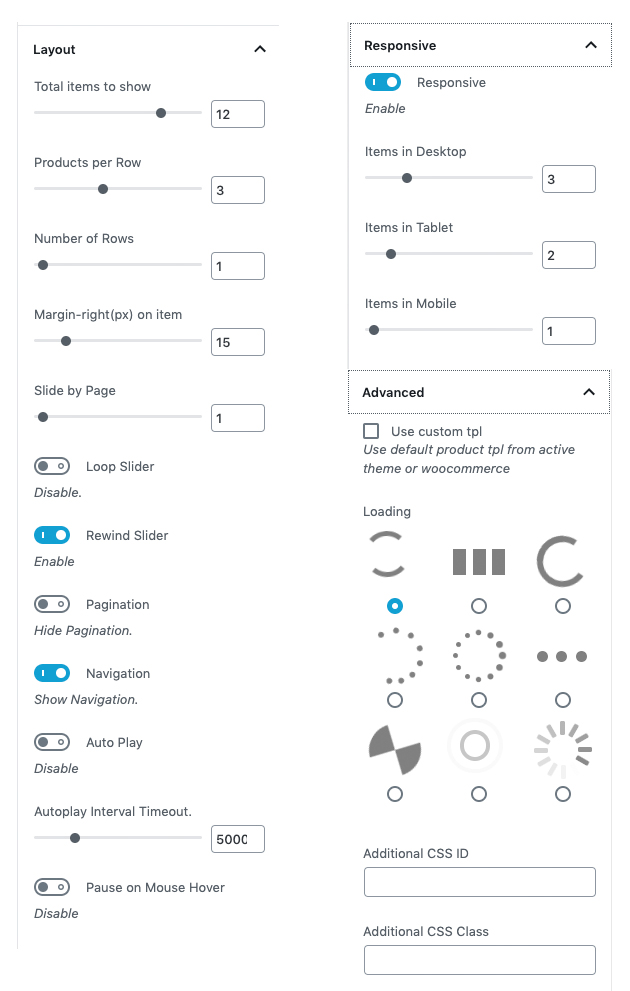 Layout
Total items to show
12
Products per Row
3
Number of Rows
1
Margin-right(px) on item
15
Slide by Page
1
Loop Slider
Disable.
Rewind Slider
Enable
Pagination
Hide Pagination.
Navigation
Show Navigation.
Auto Play
Disable
Autoplay Interval Timeout.
5000
Pause on Mouse Hover
Disable
Responsive
Responsive
Enable
Items in Desktop
3
Items in Tablet
2
Items in Mobile
1
Advanced
Use custom tpl
Use default product tpl from active
theme or woocommerce
Loading
Additional CSS ID
Additional CSS Class